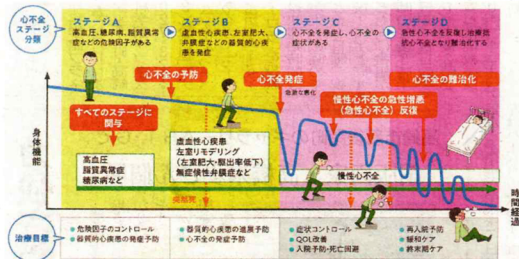 心不全
ステージ
分類
ステージA
高血圧、糖尿病、脂質異常
症などの危険因子がある
ステージB
虚血性心疾患、左室肥大、
弁膜症などの器質的心疾
患を発症
ステージC
心不全を発症し、心不全の
症状がある
ステージD
急性心不全を反復し治療抵
抗心不全となり難治化する
心不全の予防
心不全発症
急激な悪化
心不全の難治化
慢性心不全の急性増悪
(急性心不全)反復
すべてのステージに
関与
高血圧
脂質異常症
糖尿病など
虚血性心疾患
左室リモデリング
(左室肥大・駆出率低下)
無症候性弁膜症など
慢性心不全
突然死
身体機能
時間経過
治療目標
危険因子のコントロール
器質的心疾患の発症予防
器質的心疾患の進展予防
心不全の発症予防
症状コントロール
QOL改善
入院予防・死亡回避
再入院予防
緩和ケア
終末期ケア